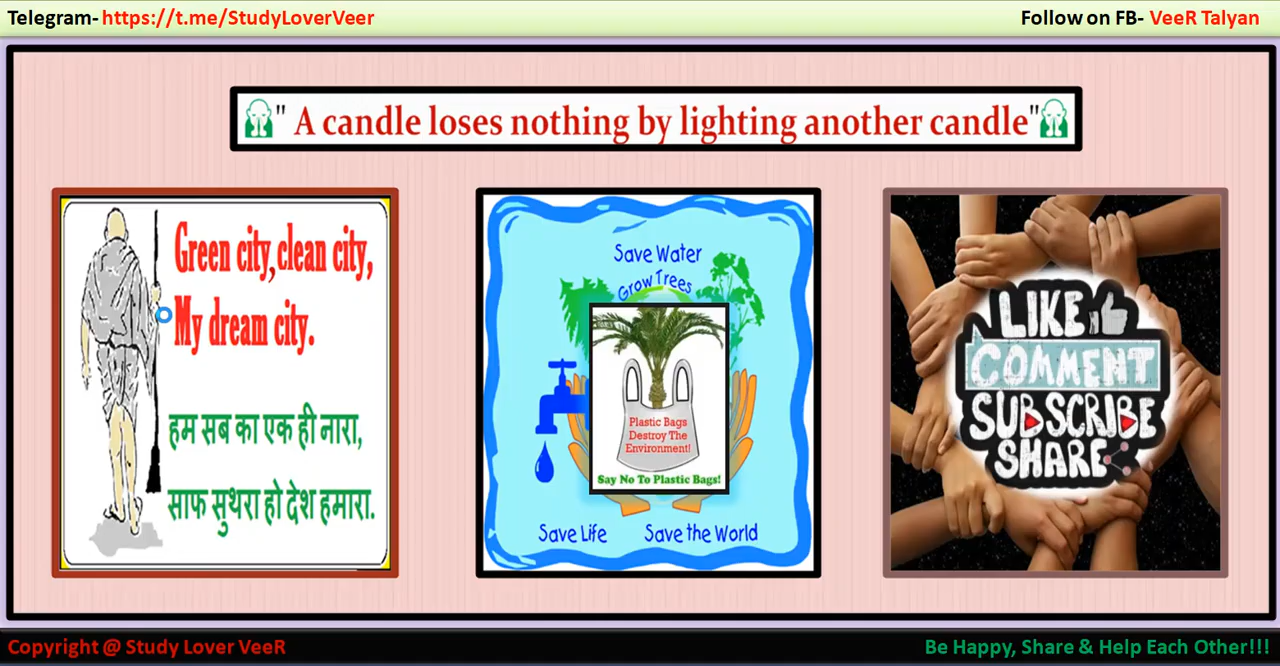 Telegram- https://t.me/StudyLoverVeer
Follow on FB- VeeR Talyan
" A candle loses nothing by lighting another candle"
Green city, clean city,
My dream city.
हम सब का एक ही नारा,
साफ सुथरा हो देश हमारा.
Save Water
Grow Trees
Plastic Bags
Destroy The
Environment!
Say No To Plastic Bags!
Save Life Save the World
LIKE
COMMENT
SUBSCRIBE
SHARE
Copyright @ Study Lover VeeR
Be Happy, Share & Help Each Other!!!